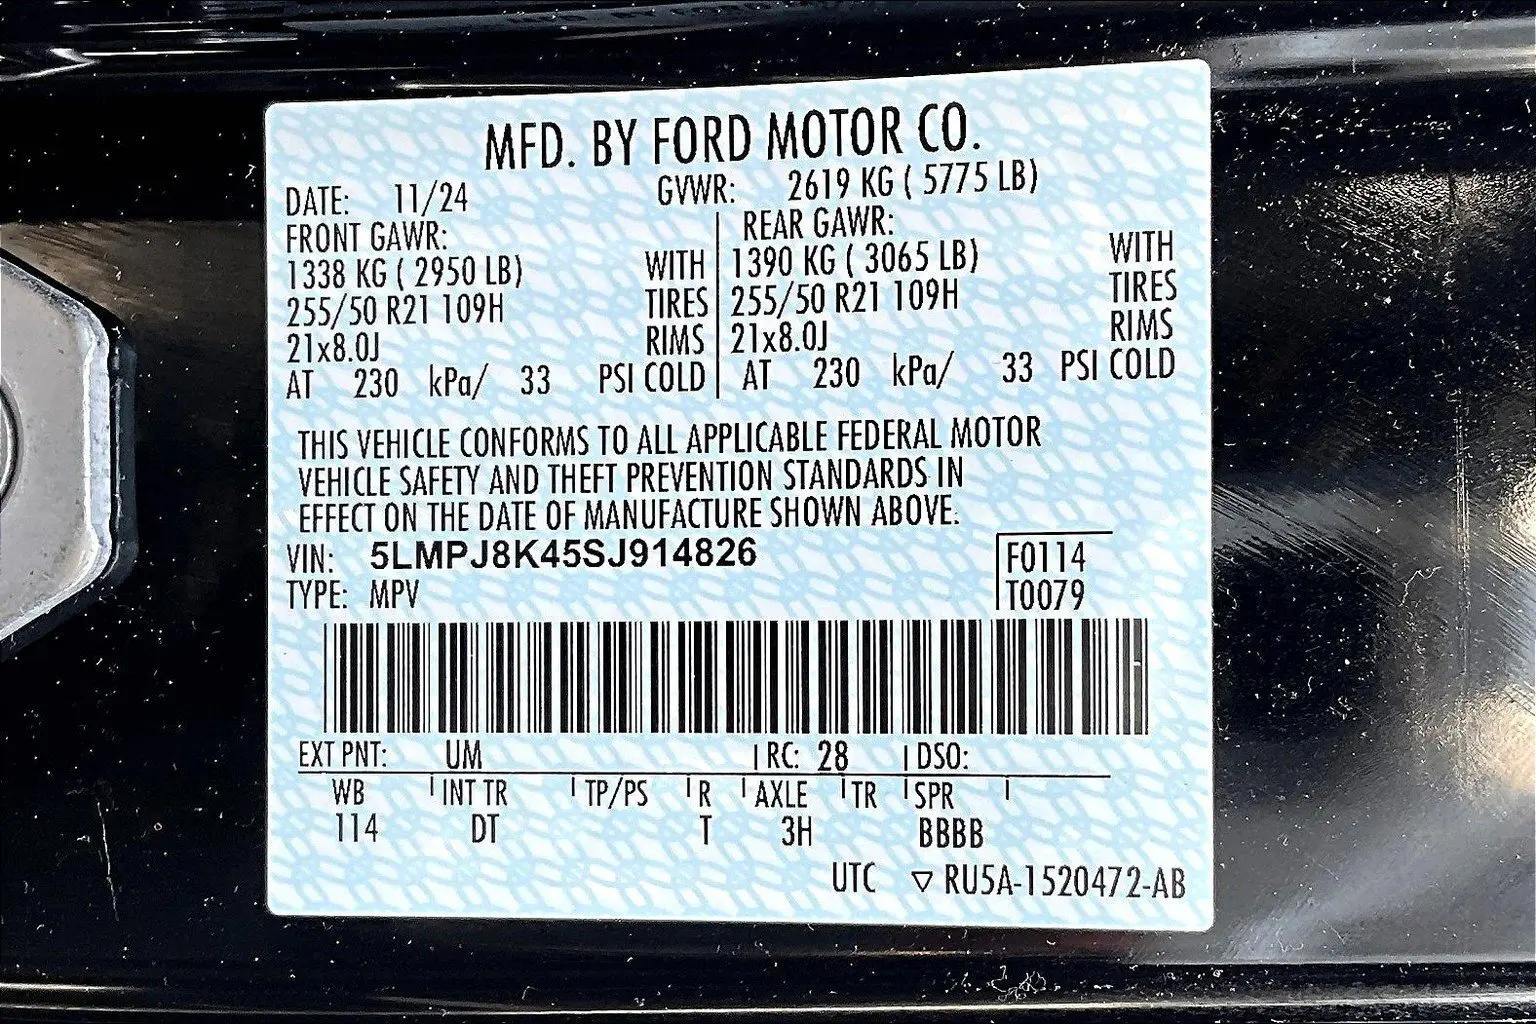 MFD. BY FORD MOTOR CO.
DATE: 11/24 GVWR: 2619 KG ( 5775 LB)
FRONT GAWR: REAR GAWR:
1338 KG ( 2950 LB) WITH 1390 KG ( 3065 LB) WITH
255/50 R21 109H TIRES 255/50 R21 109H TIRES
21x8.0J RIMS 21x8.0J RIMS
AT 230 kPa/ 33 PSI COLD AT 230 kPa/ 33 PSI COLD
THIS VEHICLE CONFORMS TO ALL APPLICABLE FEDERAL MOTOR
VEHICLE SAFETY AND THEFT PREVENTION STANDARDS IN
EFFECT ON THE DATE OF MANUFACTURE SHOWN ABOVE.
VIN: 5LMPJ8K45SJ914826 F0114
TYPE: MPV T0079
EXT PNT: UM RC: 28 DSO:
WB INT TR TP/PS R AXLE TR SPR
114 DT T 3H BBBB
UTC ▽ RU5A-1520472-AB